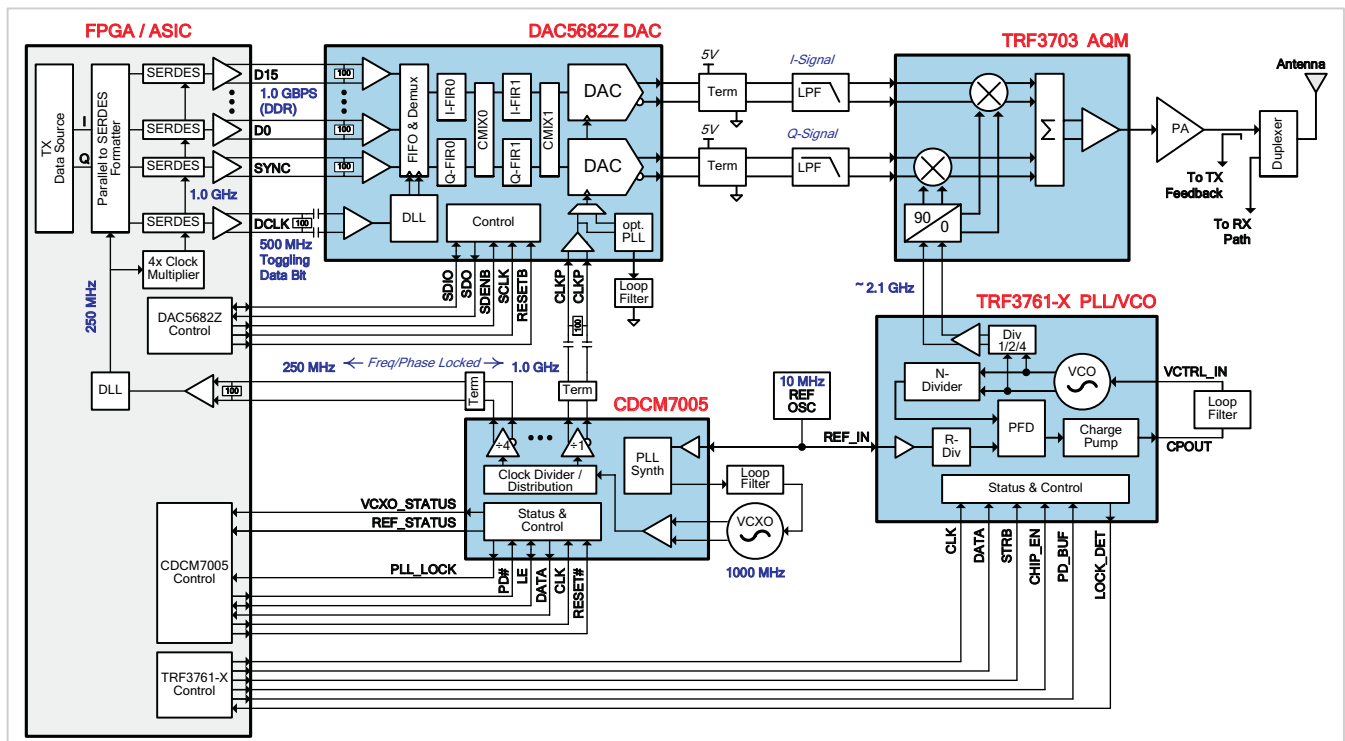 FPGA / ASIC
TX
Data Source
I
Q
Parallel to SERDES
Formatter
SERDES
SERDES
SERDES
SERDES
4x Clock
Multiplier
1.0 GHz
250 MHz
D15
1.0 GBPS
(DDR)
D0
SYNC
DCLK
500 MHz
Toggling
Data Bit
100
100
100
100
DAC5682Z DAC
FIFO & Demux
I-FIR0
Q-FIR0
CMIX0
I-FIR1
Q-FIR1
CMIX1
DAC
DAC
DLL
Control
opt.
PLL
Loop
Filter
SDIO
SDO
SDENB
SCLK
RESETB
CLKP
CLKP
100
5V
Term
5V
Term
I-Signal
LPF
Q-Signal
LPF
TRF3703 AQM
90
0
Σ
PA
Duplexer
Antenna
To TX
Feedback
To RX
Path
~ 2.1 GHz
DAC5682Z
Control
DLL
100
250 MHz
Freq/Phase Locked
1.0 GHz
Term
Term
CDCM7005
÷4
÷1
Clock Divider /
Distribution
PLL
Synth
Loop
Filter
VCXO
1000 MHz
Status &
Control
VCXO_STATUS
REF_STATUS
PLL_LOCK
PD#
LE
DATA
CLK
RESET#
CDCM7005
Control
TRF3761-X
Control
10 MHz
REF
OSC
REF_IN
TRF3761-X PLL/VCO
Div
1/2/4
N-
Divider
VCO
VCTRL_IN
Loop
Filter
CPOUT
R-
Div
PFD
Charge
Pump
Status & Control
CLK
DATA
STRB
CHIP_EN
PD_BUF
LOCK_DET